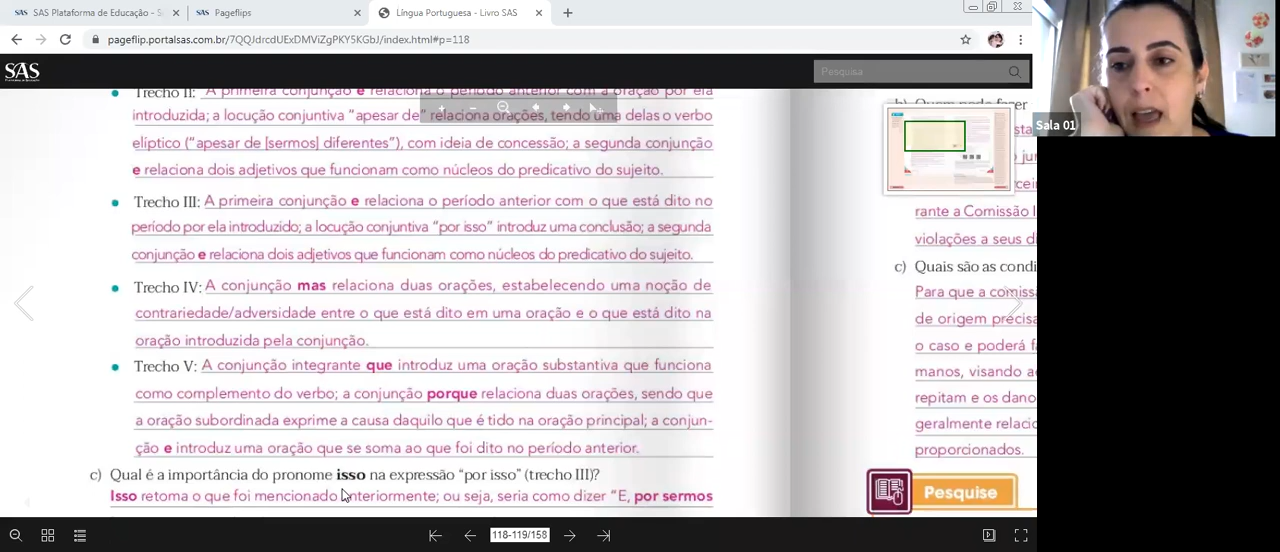 SAS Plataforma de Educação - S
Pageflips
Língua Portuguesa - Livro SAS
pageflip.portalsas.com.br/7QQJdrcdUExDMViZgPKY5KGbJ/index.html#p=118
SAS
Pesquisa
Trecho II: A primeira conjunção e relaciona o período anterior com a oração por ela
introduzida; a locução conjuntiva “apesar de” relaciona orações, tendo uma delas o verbo
elíptico (“apesar de [sermos] diferentes”), com ideia de concessão; a segunda conjunção
e relaciona dois adjetivos que funcionam como núcleos do predicativo do sujeito.
Trecho III: A primeira conjunção e relaciona o período anterior com o que está dito no
período por ela introduzido; a locução conjuntiva “por isso” introduz uma conclusão; a segunda
conjunção e relaciona dois adjetivos que funcionam como núcleos do predicativo do sujeito.
Trecho IV: A conjunção mas relaciona duas orações, estabelecendo uma noção de
contrariedade/adversidade entre o que está dito em uma oração e o que está dito na
oração introduzida pela conjunção.
Trecho V: A conjunção integrante que introduz uma oração substantiva que funciona
como complemento do verbo; a conjunção porque relaciona duas orações, sendo que
a oração subordinada exprime a causa daquilo que é tido na oração principal; a conjun-
ção e introduz uma oração que se soma ao que foi dito no período anterior.
c) Qual é a importância do pronome isso na expressão “por isso” (trecho III)?
Isso retoma o que foi mencionado anteriormente; ou seja, seria como dizer “E, por sermos
b) Quem pode fazer
rante a Comissão I
violações a seus di
c) Quais são as condi
Para que a comiss
de origem precisa
o caso e poderá f
manos, visando a
repitam e os dano
geralmente relaci
proporcionados.
Pesquise
118-119/158
Sala 01